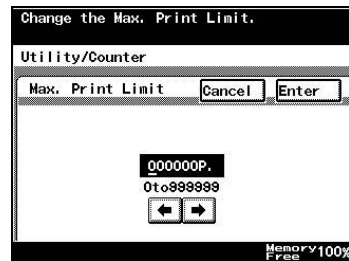 Change the Max. Print Limit.
Utility/Counter
Max. Print Limit Cancel Enter
000000P.
0to999999
Memory Free 100%